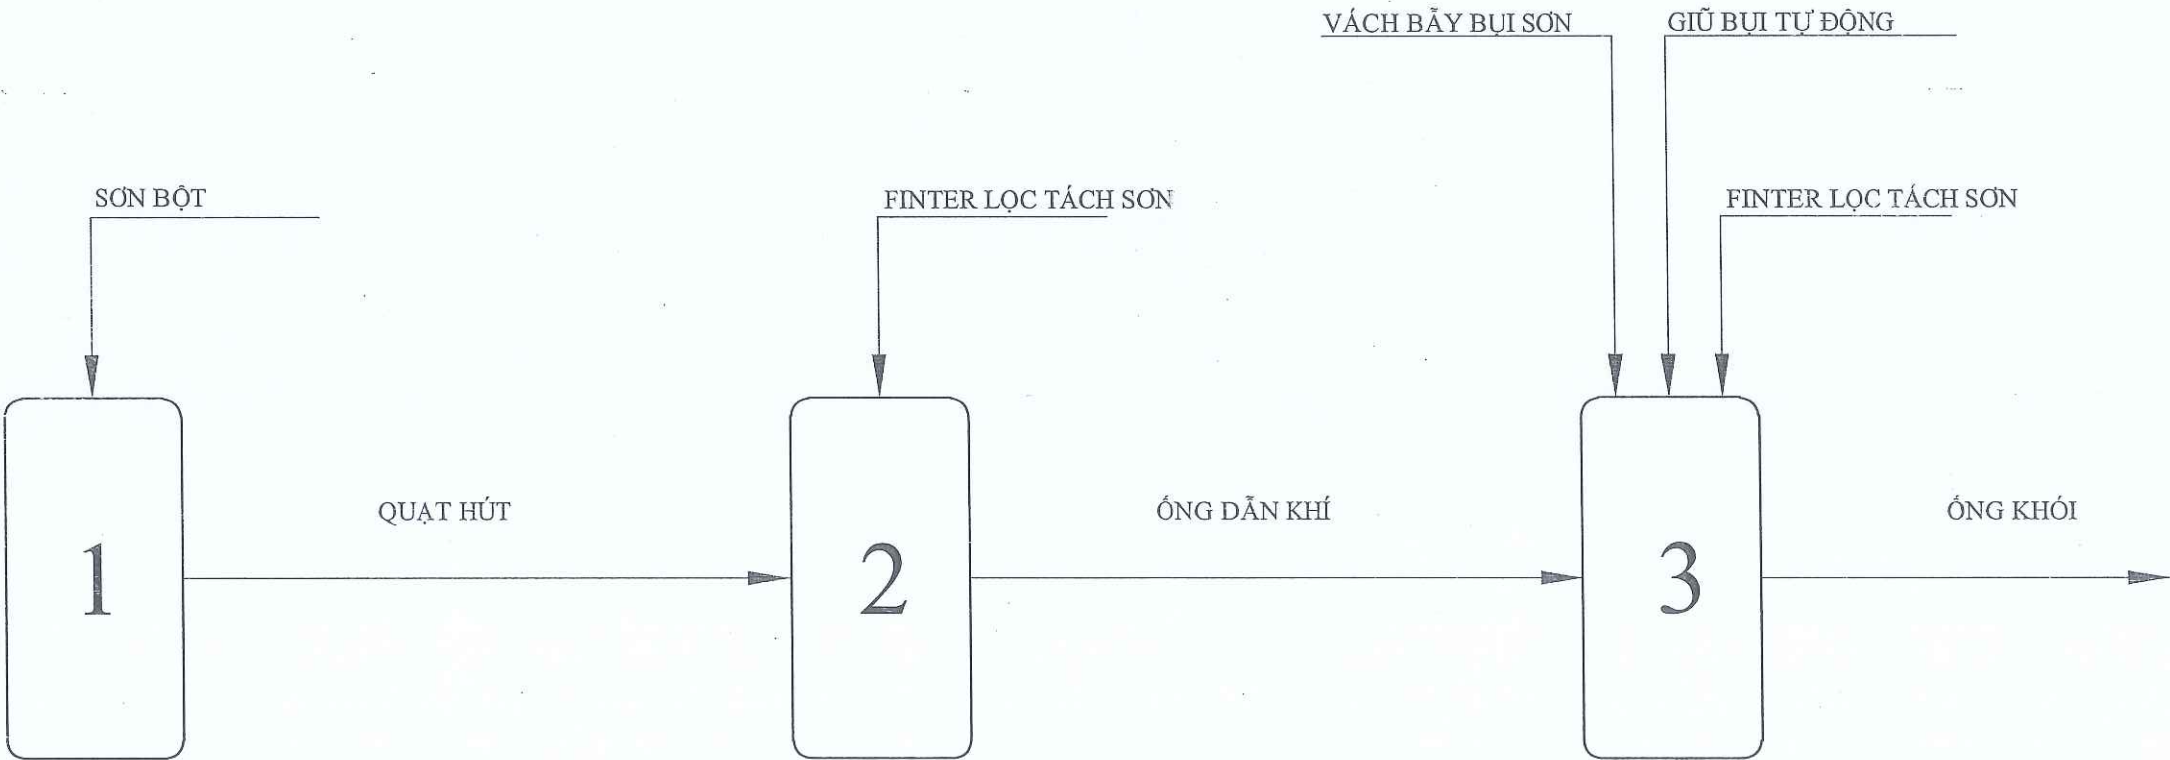 VÁCH BẪY BỤI SƠN
GIŨ BỤI TỰ ĐỘNG
SƠN BỘT
FINTER LỌC TÁCH SƠN
FINTER LỌC TÁCH SƠN
QUẠT HÚT
ỐNG DẪN KHÍ
ỐNG KHÓI
1
2
3